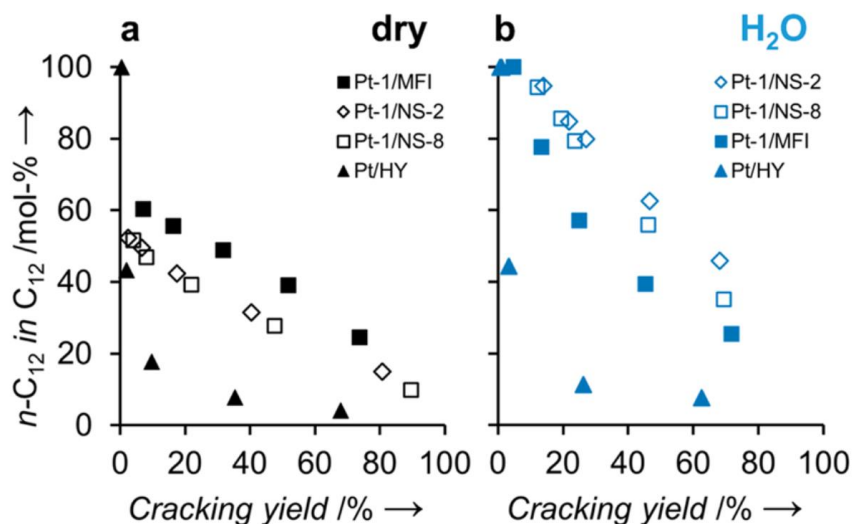 a dry
100
80
60
40
20
0
n-C₁₂ in C₁₂ /mol-% →
■ Pt-1/MFI
◇ Pt-1/NS-2
□ Pt-1/NS-8
▲ Pt/HY
0 20 40 60 80 100
Cracking yield /% →
b H₂O
◇ Pt-1/NS-2
□ Pt-1/NS-8
■ Pt-1/MFI
▲ Pt/HY
0 20 40 60 80 100
Cracking yield /% →